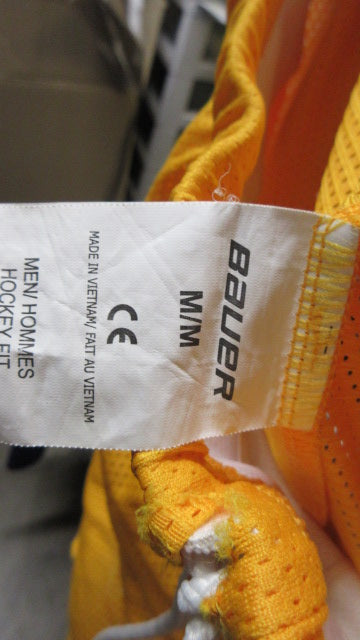 BAUER
M/M
CE
MADE IN VIETNAM/ FAIT AU VIETNAM
MEN/HOMMES
HOCKEY FIT